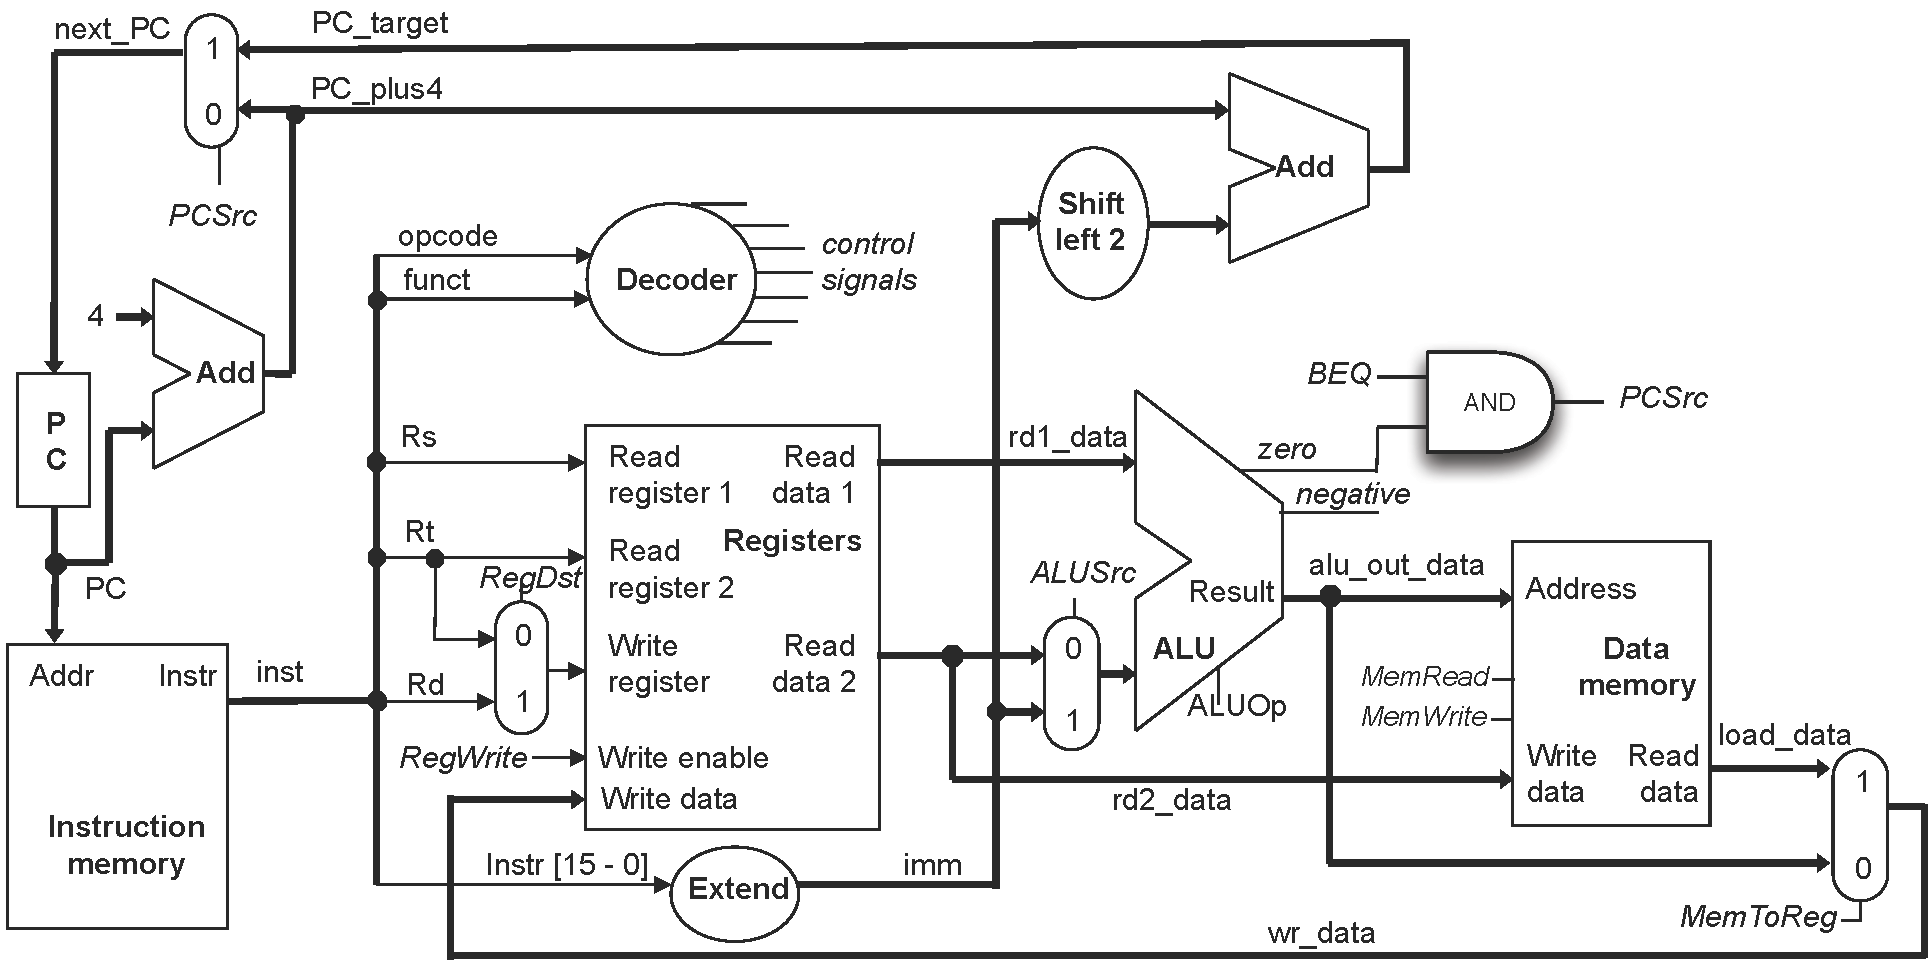 next_PC
1
PC_target
0
PC_plus4
PCSrc
Add
Shift
left 2
opcode
funct
Decoder
control
signals
4
Add
P
C
PC
BEQ
AND
PCSrc
Rs
Read
register 1
Read
data 1
rd1_data
zero
negative
Rt
Read
register 2
Registers
RegDst
0
1
Write
register
Read
data 2
ALUSrc
0
1
Result
ALU
ALUOp
alu_out_data
Address
Data
memory
MemRead
MemWrite
Write
data
Read
data
load_data
1
0
MemToReg
Addr
Instr
inst
Rd
RegWrite
Write enable
Write data
rd2_data
Instruction
memory
Instr [15 - 0]
Extend
imm
wr_data